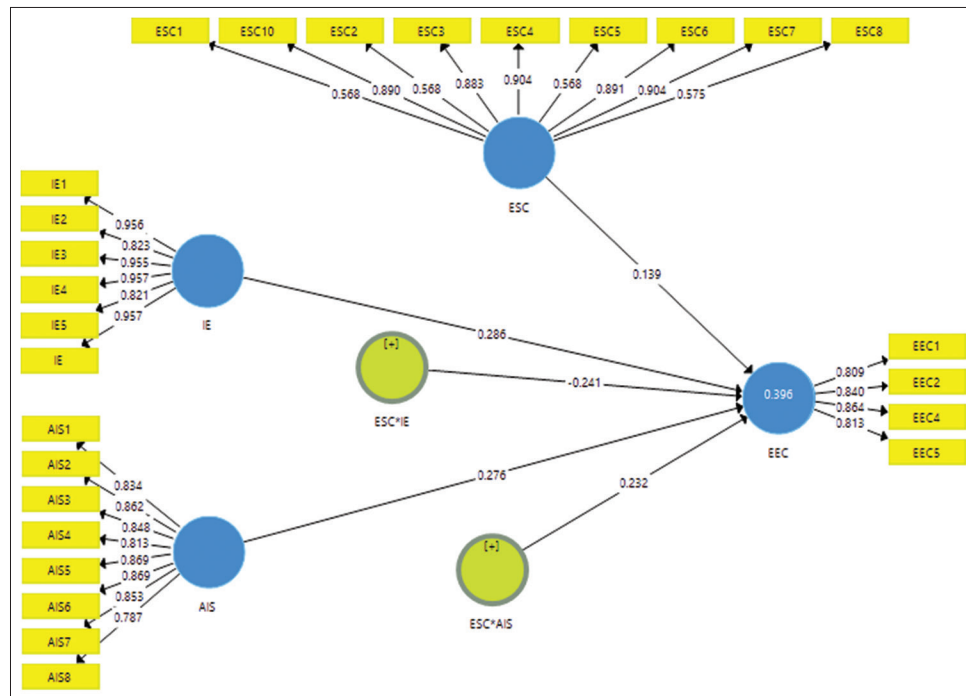 ESC1 ESC10 ESC2 ESC3 ESC4 ESC5 ESC6 ESC7 ESC8
0.568 0.890 0.568 0.883 0.904 0.568 0.891 0.904 0.575
ESC
IE1
IE2
IE3
IE4
IE5
IE
0.956
0.823
0.955
0.957
0.821
0.957
IE
0.139
0.286
[+]
ESC*IE
-0.241
0.396
EEC
0.809
0.840
0.864
0.813
EEC1
EEC2
EEC4
EEC5
AIS1
AIS2
AIS3
AIS4
AIS5
AIS6
AIS7
AIS8
0.834
0.862
0.848
0.813
0.869
0.869
0.853
0.787
AIS
0.276
0.232
[+]
ESC*AIS